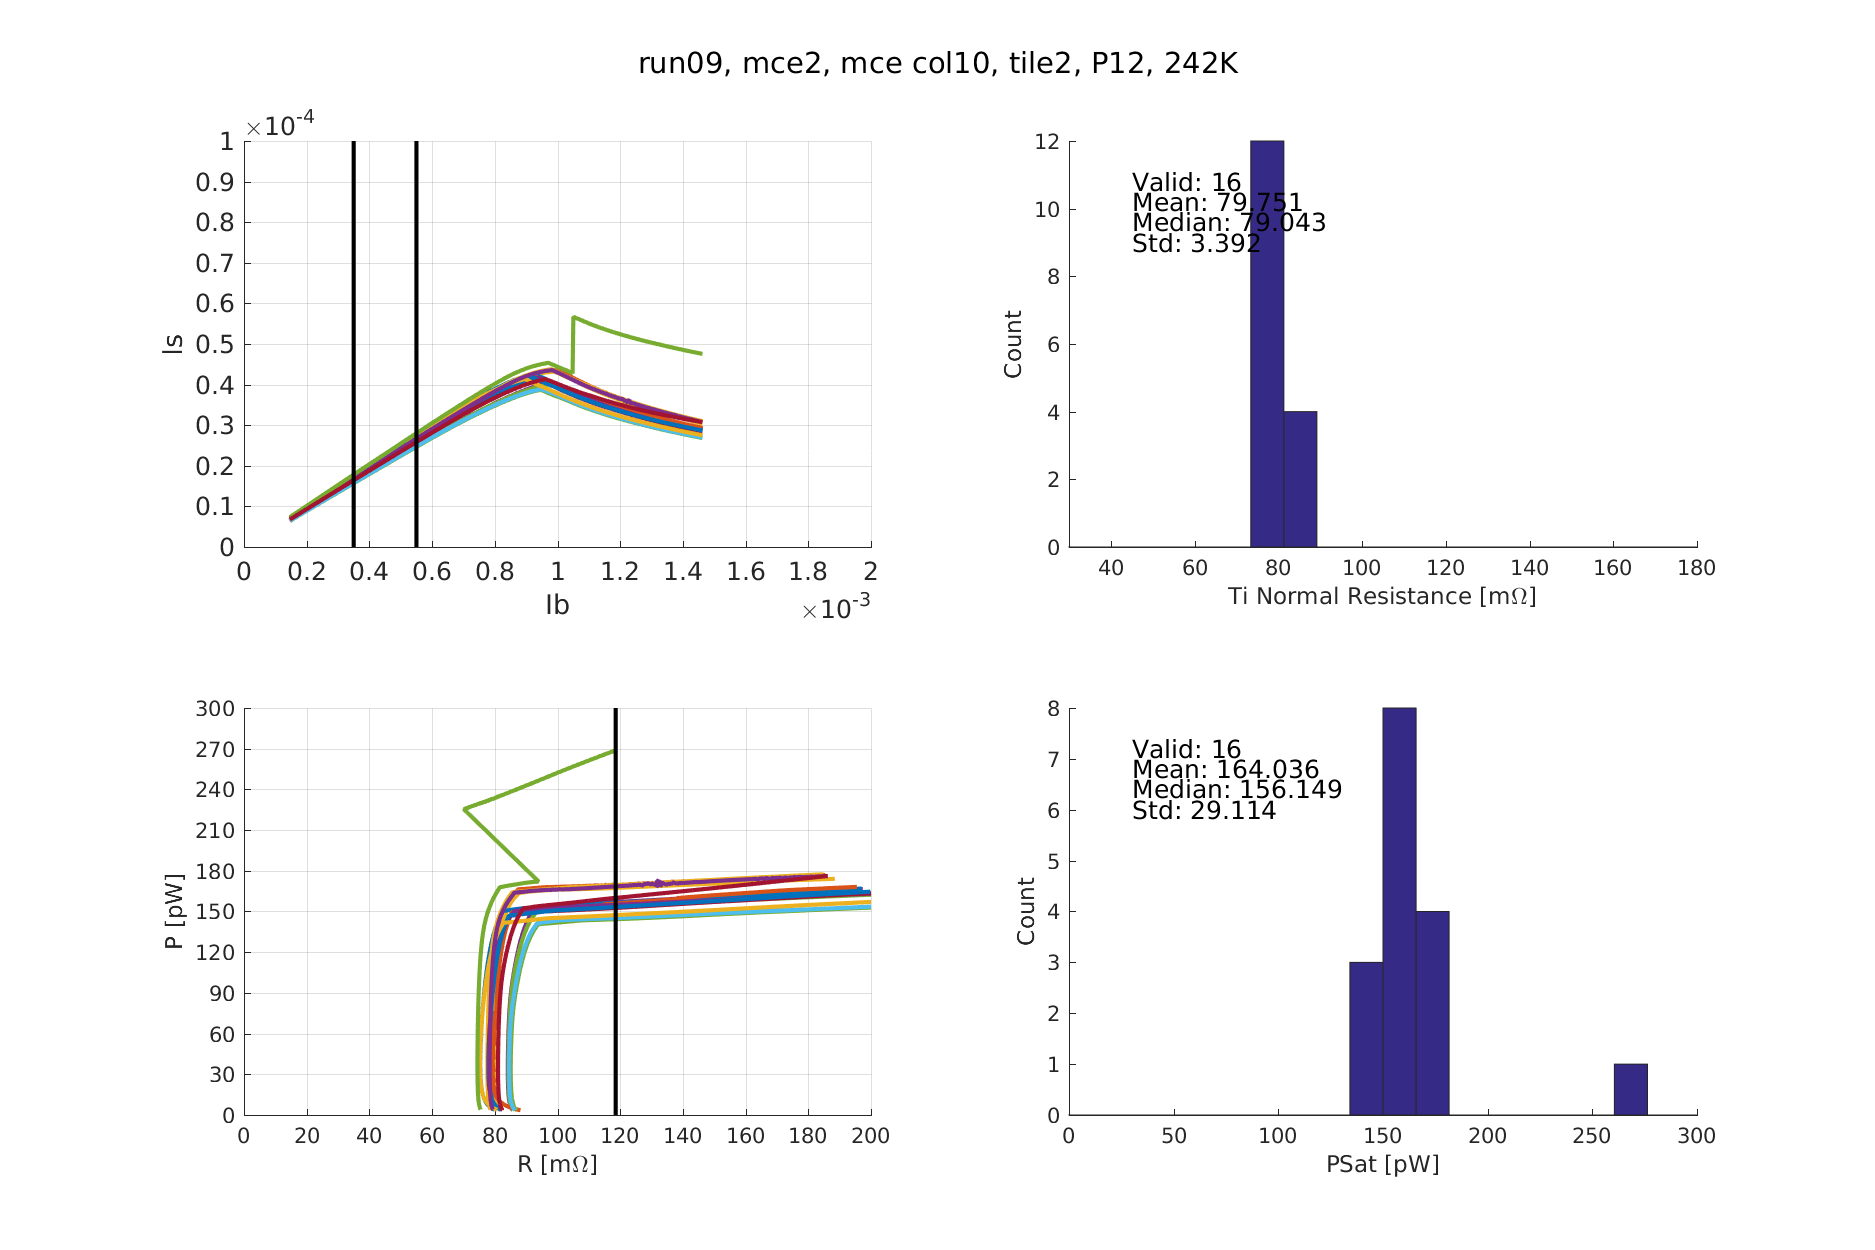 run09, mce2, mce col10, tile2, P12, 242K
×10-4
1
0.9
0.8
0.7
0.6
0.5
0.4
0.3
0.2
0.1
0
Is
0 0.2 0.4 0.6 0.8 1 1.2 1.4 1.6 1.8 2
Ib
×10-3
12
10
8
6
4
2
0
Count
Valid: 16
Mean: 79.751
Median: 79.043
Std: 3.392
40 60 80 100 120 140 160 180
Ti Normal Resistance [mΩ]
300
270
240
210
180
150
120
90
60
30
0
P [pW]
0 20 40 60 80 100 120 140 160 180 200
R [mΩ]
8
7
6
5
4
3
2
1
0
Count
Valid: 16
Mean: 164.036
Median: 156.149
Std: 29.114
0 50 100 150 200 250 300
PSat [pW]